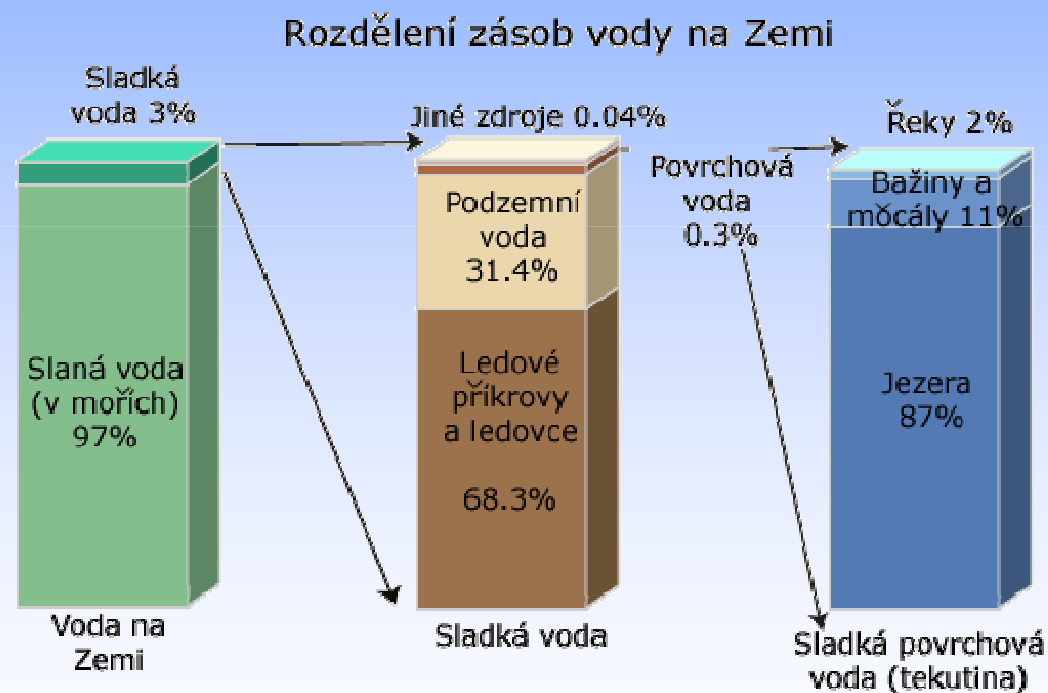 Rozdělení zásob vody na Zemi
Sladká
voda 3%
Slaná voda
(v mořích)
97%
Voda na
Zemi
Jiné zdroje 0.04%
Podzemní
voda
31.4%
Ledové
příkrovy
a ledovce
68.3%
Sladká voda
Povrchová
voda
0.3%
Řeky 2%
Bažiny a
močály 11%
Jezera
87%
Sladká povrchová
voda (tekutina)